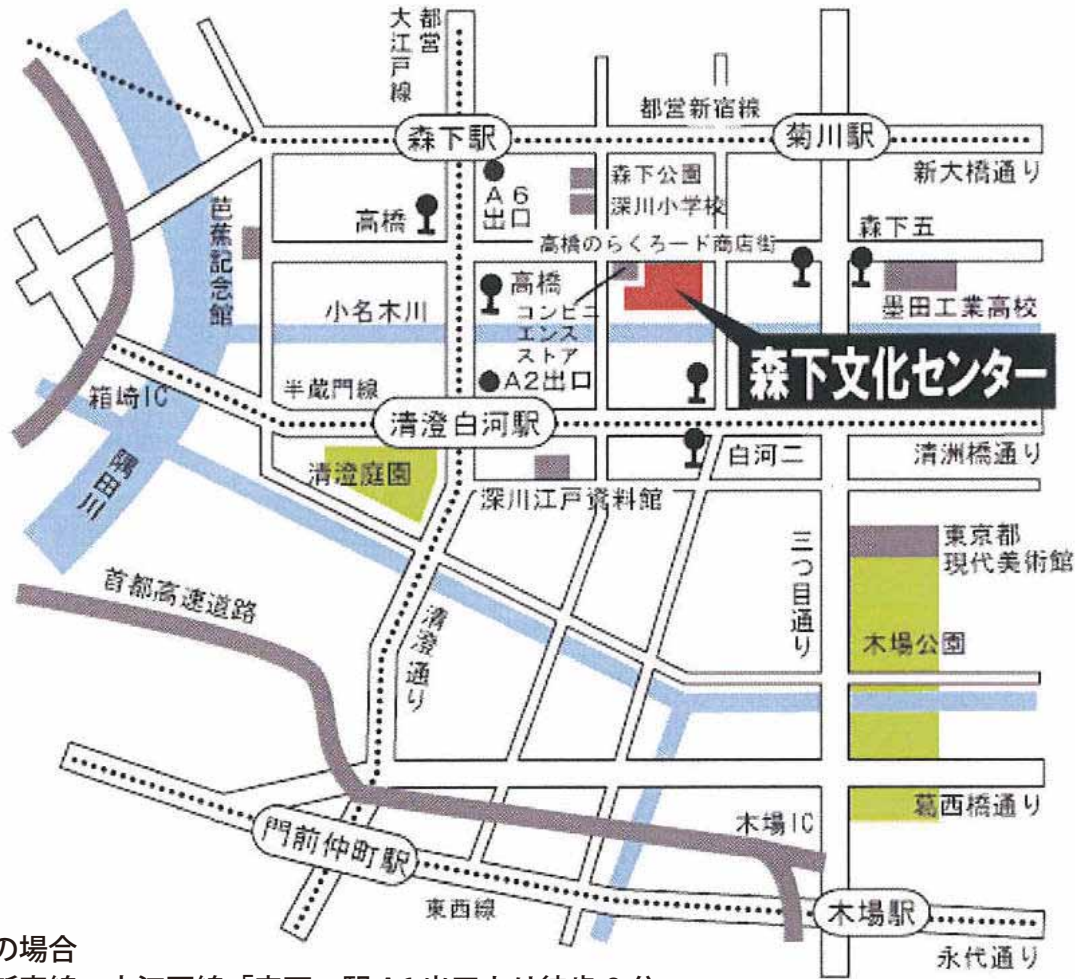 都営
大江戸線
都営新宿線
森下駅
菊川駅
新大橋通り
森下公園
A6
出口
深川小学校
高橋
芭蕉記念館
森下五
高橋のらくろード商店街
高橋
小名木川
コンビニ
エンス
ストア
墨田工業高校
森下文化センター
A2出口
半蔵門線
箱崎IC
清澄白河駅
白河二
清洲橋通り
隅田川
清澄庭園
深川江戸資料館
東京都
現代美術館
三つ目通り
首都高速道路
清澄通り
木場公園
葛西橋通り
木場IC
門前仲町駅
東西線
木場駅
永代通り
の場合